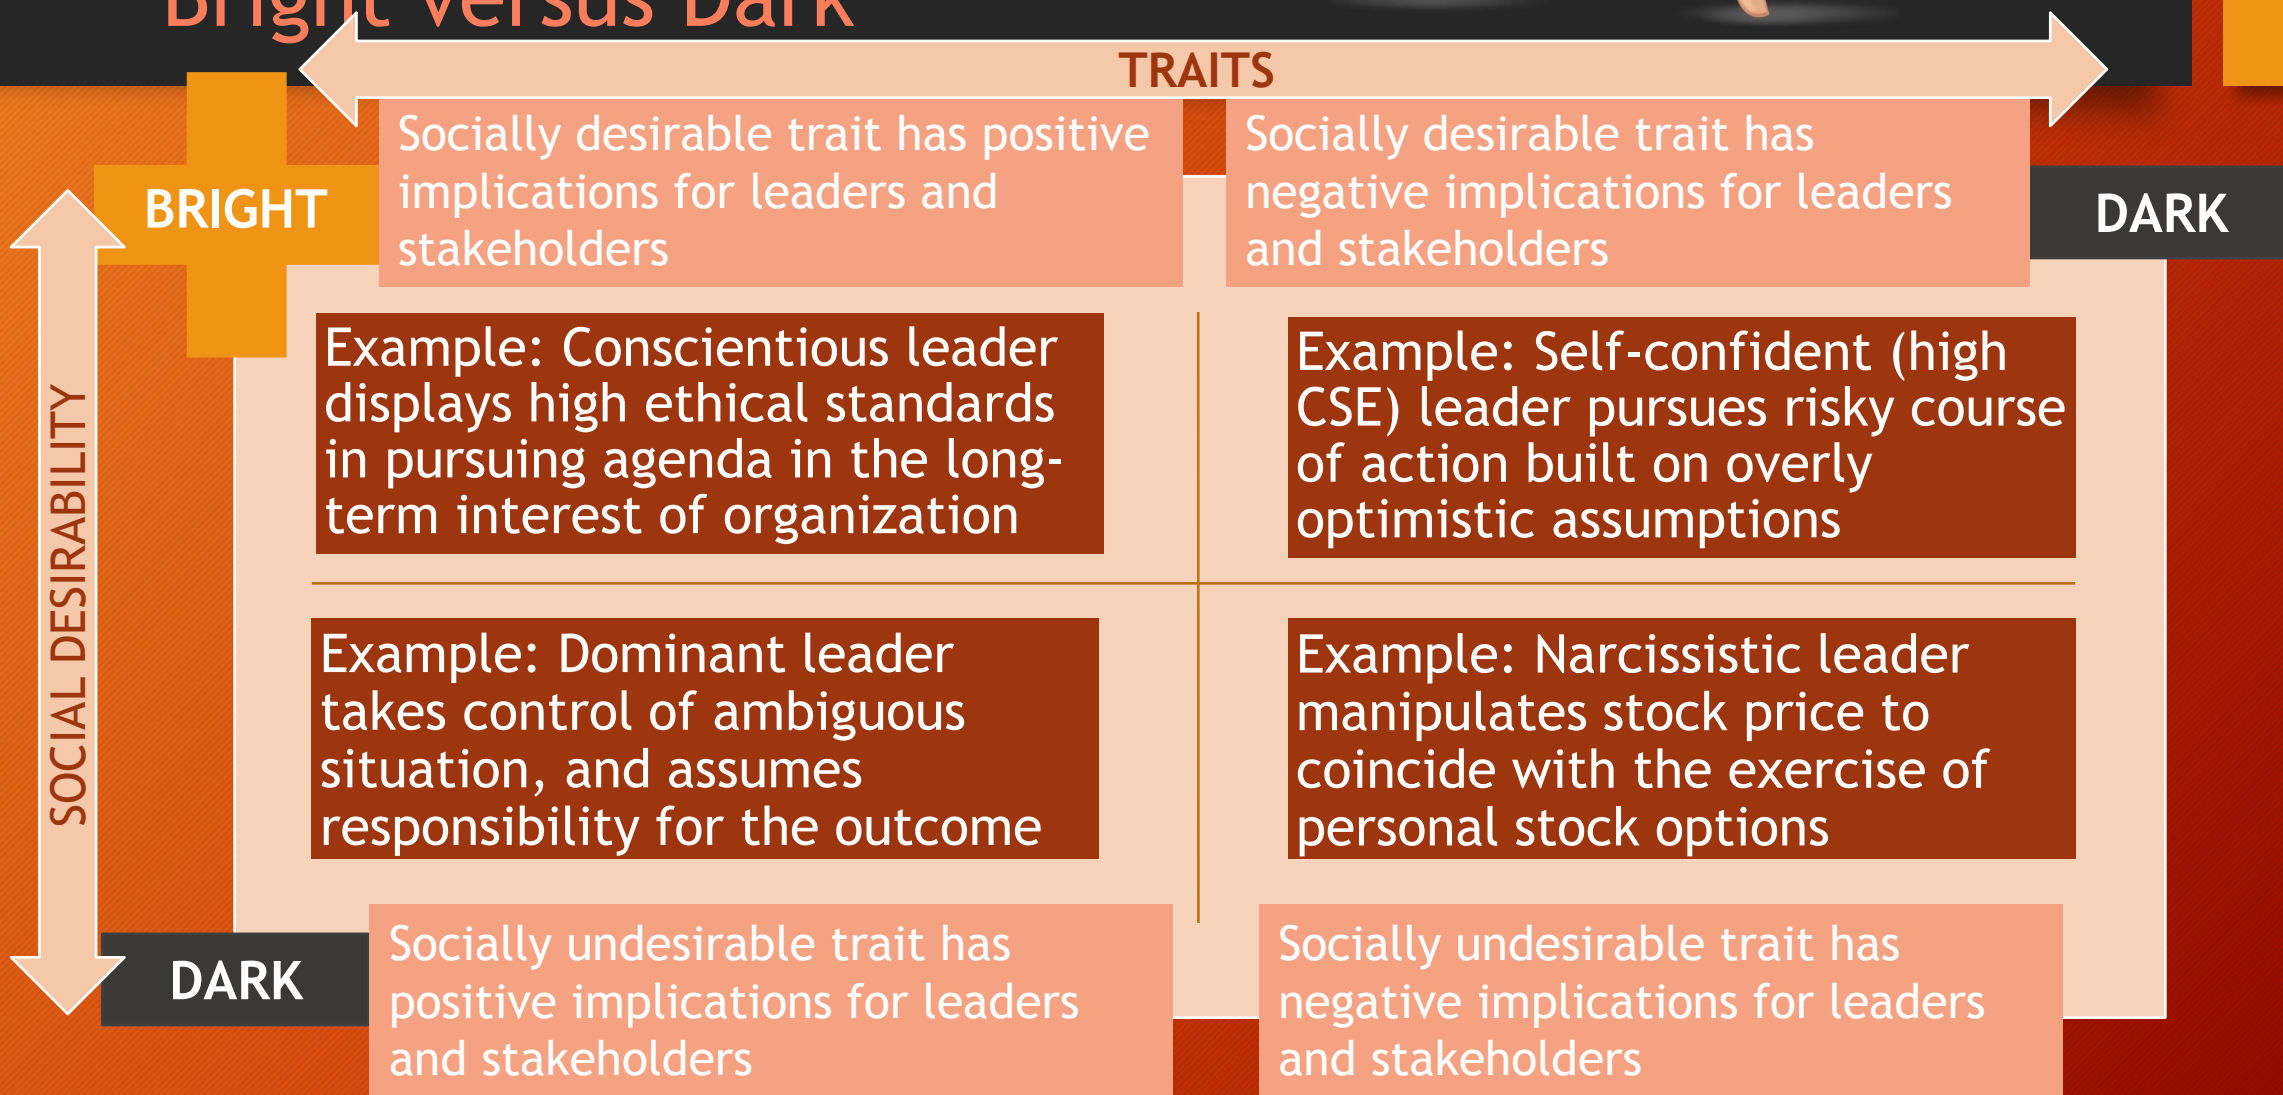 Bright Versus Dark
TRAITS
BRIGHT
Socially desirable trait has positive
implications for leaders and
stakeholders
Socially desirable trait has
negative implications for leaders
and stakeholders
DARK
SOCIAL DESIRABILITY
Example: Conscientious leader
displays high ethical standards
in pursuing agenda in the long-
term interest of organization
Example: Self-confident (high
CSE) leader pursues risky course
of action built on overly
optimistic assumptions
Example: Dominant leader
takes control of ambiguous
situation, and assumes
responsibility for the outcome
Example: Narcissistic leader
manipulates stock price to
coincide with the exercise of
personal stock options
DARK
Socially undesirable trait has
positive implications for leaders
and stakeholders
Socially undesirable trait has
negative implications for leaders
and stakeholders